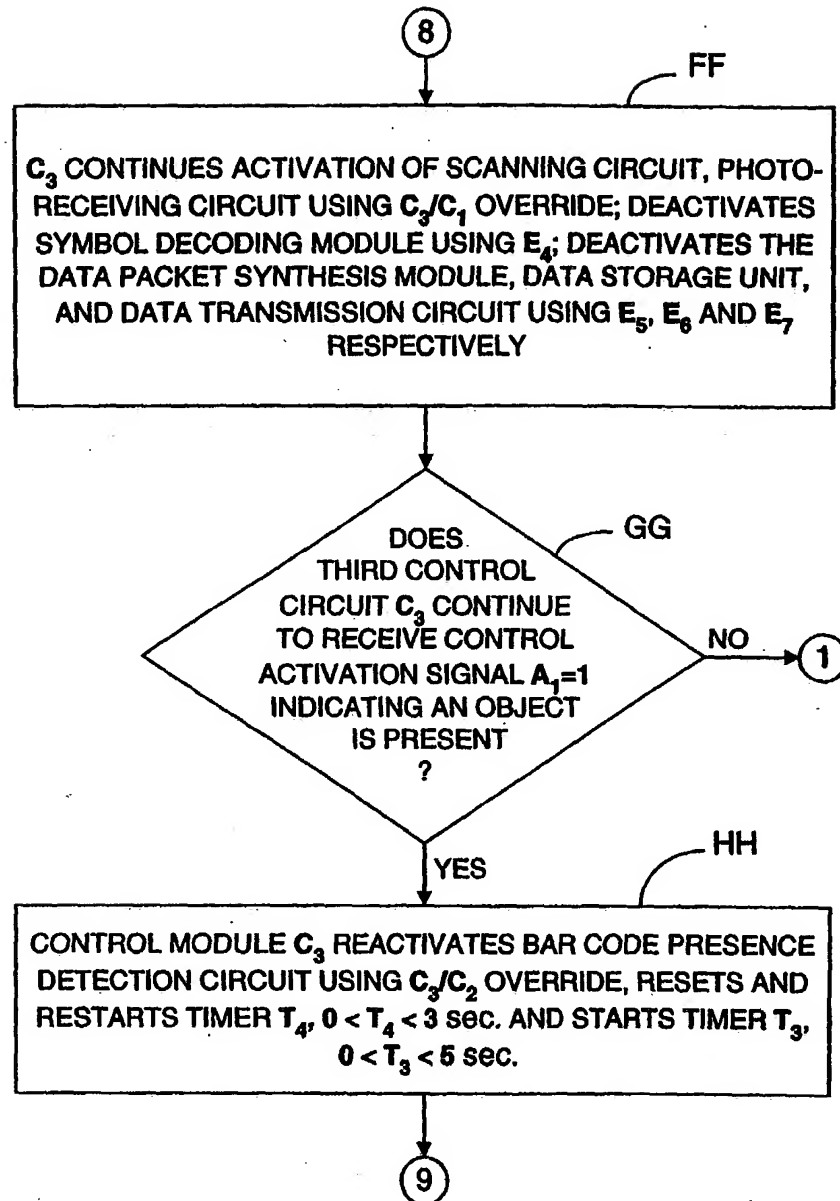 8
FF
C₃ CONTINUES ACTIVATION OF SCANNING CIRCUIT, PHOTO-
RECEIVING CIRCUIT USING C₃/C₁ OVERRIDE; DEACTIVATES
SYMBOL DECODING MODULE USING E₄; DEACTIVATES THE
DATA PACKET SYNTHESIS MODULE, DATA STORAGE UNIT,
AND DATA TRANSMISSION CIRCUIT USING E₅, E₆ AND E₇
RESPECTIVELY
GG
DOES
THIRD CONTROL
CIRCUIT C₃ CONTINUE
TO RECEIVE CONTROL
ACTIVATION SIGNAL A₁=1
INDICATING AN OBJECT
IS PRESENT
?
NO
1
YES
HH
CONTROL MODULE C₃ REACTIVATES BAR CODE PRESENCE
DETECTION CIRCUIT USING C₃/C₂ OVERRIDE, RESETS AND
RESTARTS TIMER T₄, 0 < T₄ < 3 sec. AND STARTS TIMER T₃,
0 < T₃ < 5 sec.
9